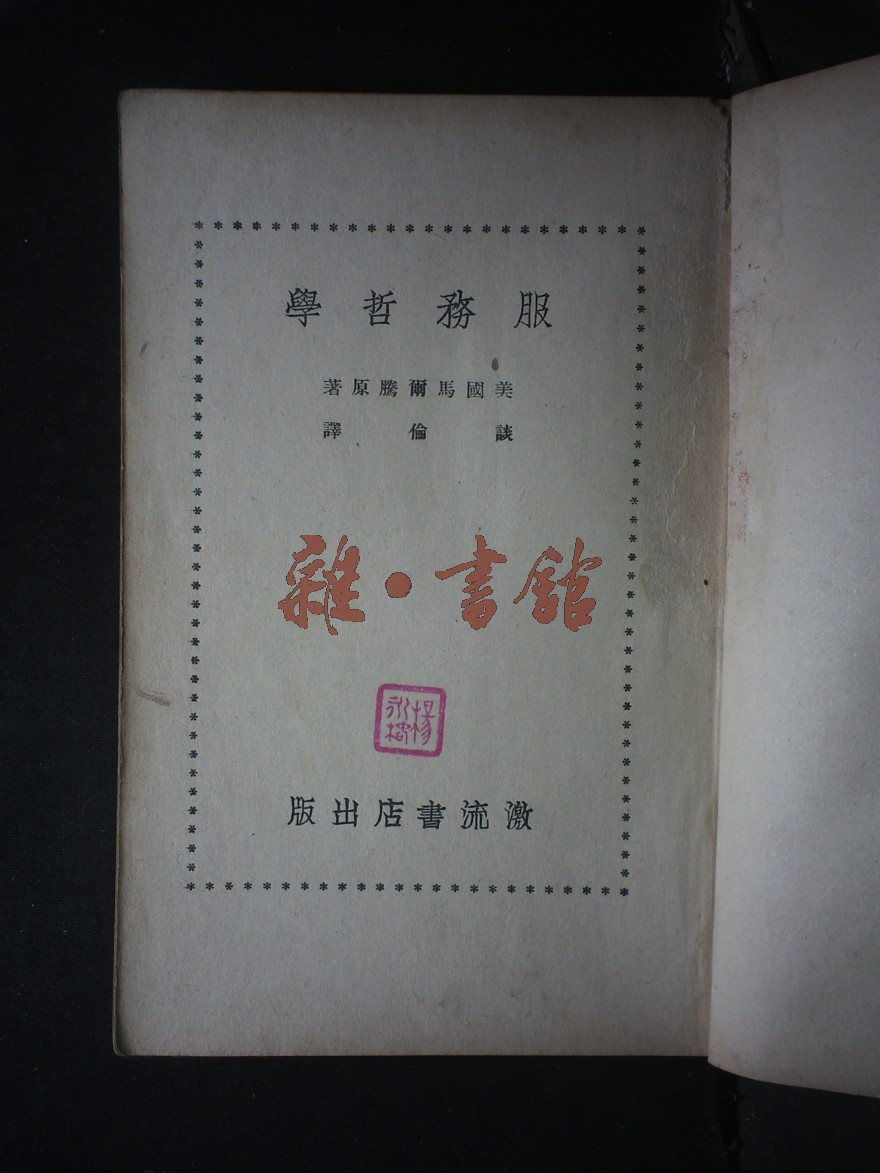 服務哲學
美國馬爾騰原著
談倫譯
雜·書館
激流書店出版